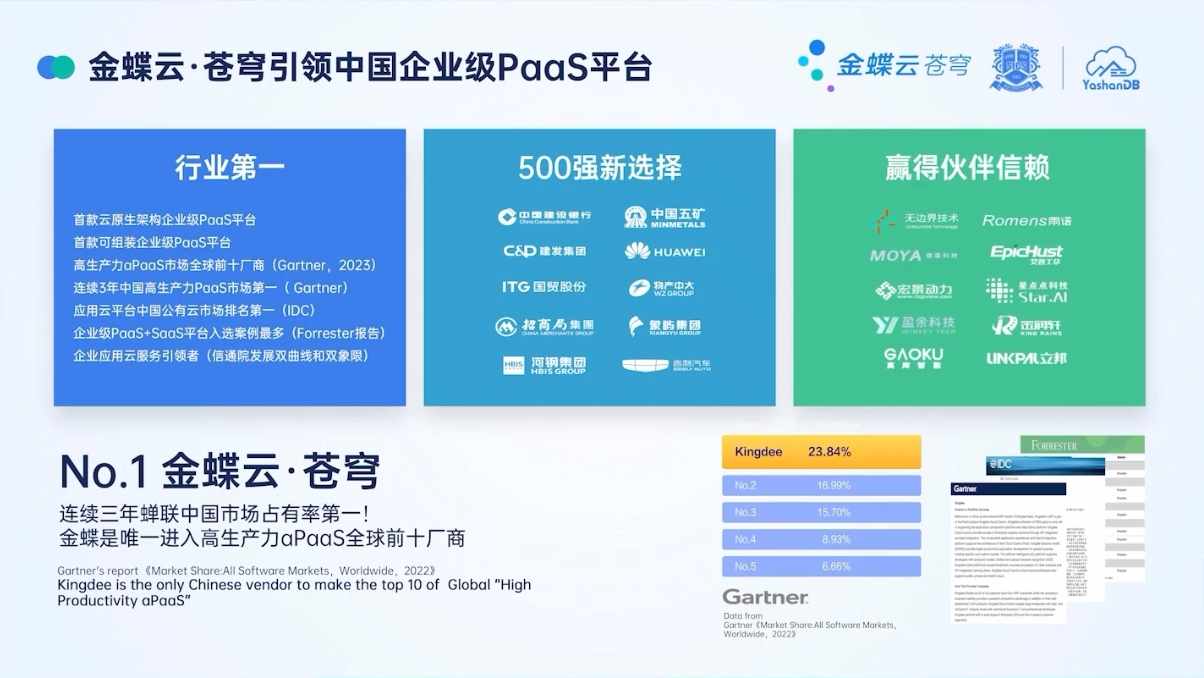 金蝶云·苍穹引领中国企业级PaaS平台
金蝶云 苍穹
YashanDB
行业第一
首款云原生架构企业级PaaS平台
首款可组装企业级PaaS平台
高生产力aPaaS市场全球前十厂商（Gartner，2023）
连续3年中国高生产力PaaS市场第一（ Gartner）
应用云平台中国公有云市场排名第一（IDC）
企业级PaaS+SaaS平台入选案例最多（Forrester报告）
企业应用云服务引领者（信通院发展双曲线和双象限）
500强新选择
中国建设银行
China Construction Bank
中国五矿
MINMETALS
C&D 建发集团
HUAWEI
ITG 国贸股份
物产中大
WZ GROUP
招商局集團
CHINA MERCHANTS GROUP
象屿集团
XIANGYU GROUP
HBIS
河钢集团
HBIS GROUP
吉利汽车
GEELY AUTO
赢得伙伴信赖
无边界技术
Unbounded Technology
Romens雨诺
MOYA
EpicHust
艾普工华
宏景动力
星点点科技
Star.AI
盈余科技
WINKEY TECH
金润轩
KING RAINS
GAOKU
高库智能
LINKPAL立邦
No.1 金蝶云·苍穹
连续三年蝉联中国市场占有率第一！
金蝶是唯一进入高生产力aPaaS全球前十厂商
Gartner's report 《Market Share:All Software Markets，Worldwide，2022》
Kingdee is the only Chinese vendor to make the top 10 of Global "High
Productivity aPaaS"
Kingdee 23.84%
No.2 16.99%
No.3 15.70%
No.4 8.93%
No.5 6.66%
Gartner
Data from
Gartner《Market Share:All Software Markets,
Worldwide，2022》
FORRESTER
IDC
Gartner